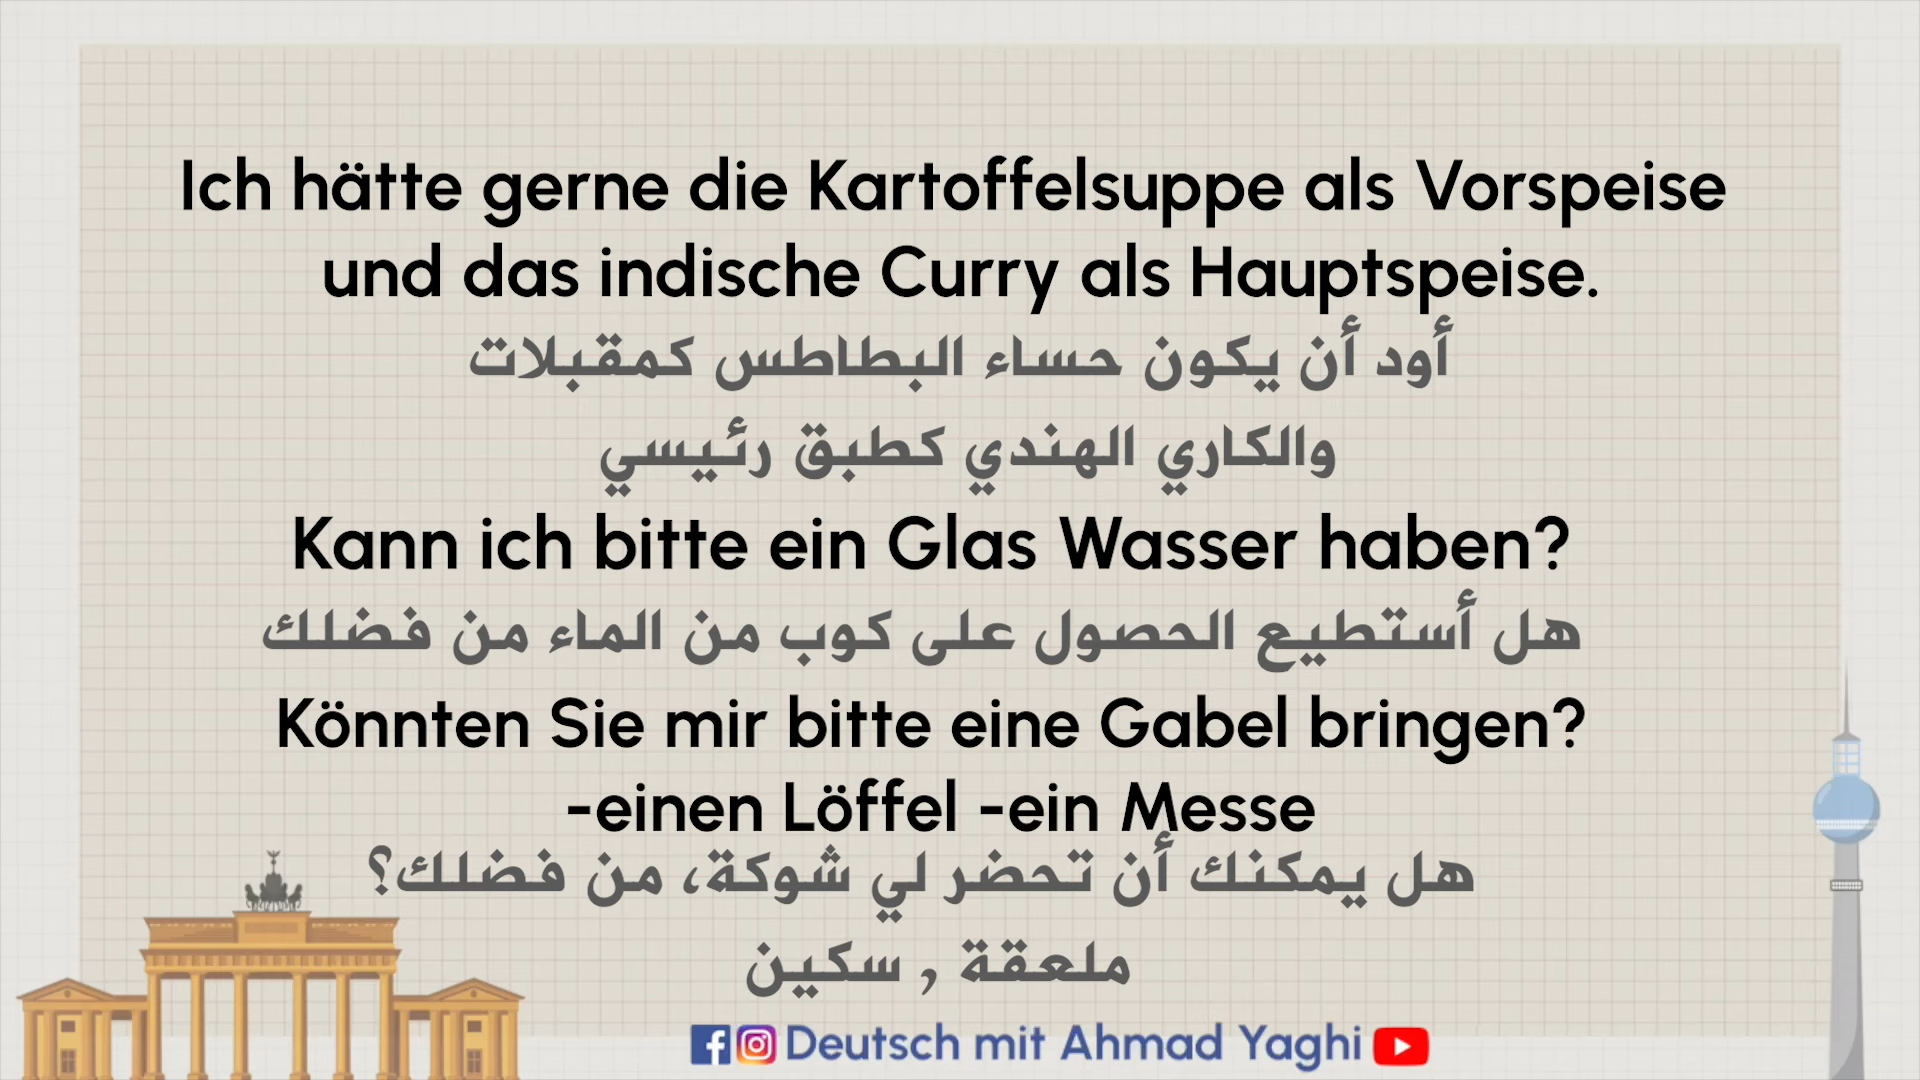 Ich hätte gerne die Kartoffelsuppe als Vorspeise
und das indische Curry als Hauptspeise.
أود أن يكون حساء البطاطس كمقبلات
والكاري الهندي كطبق رئيسي
Kann ich bitte ein Glas Wasser haben?
هل أستطيع الحصول على كوب من الماء من فضلك
Könnten Sie mir bitte eine Gabel bringen?
-einen Löffel -ein Messe
هل يمكنك أن تحضر لي شوكة، من فضلك؟
ملعقة , سكين
Deutsch mit Ahmad Yaghi